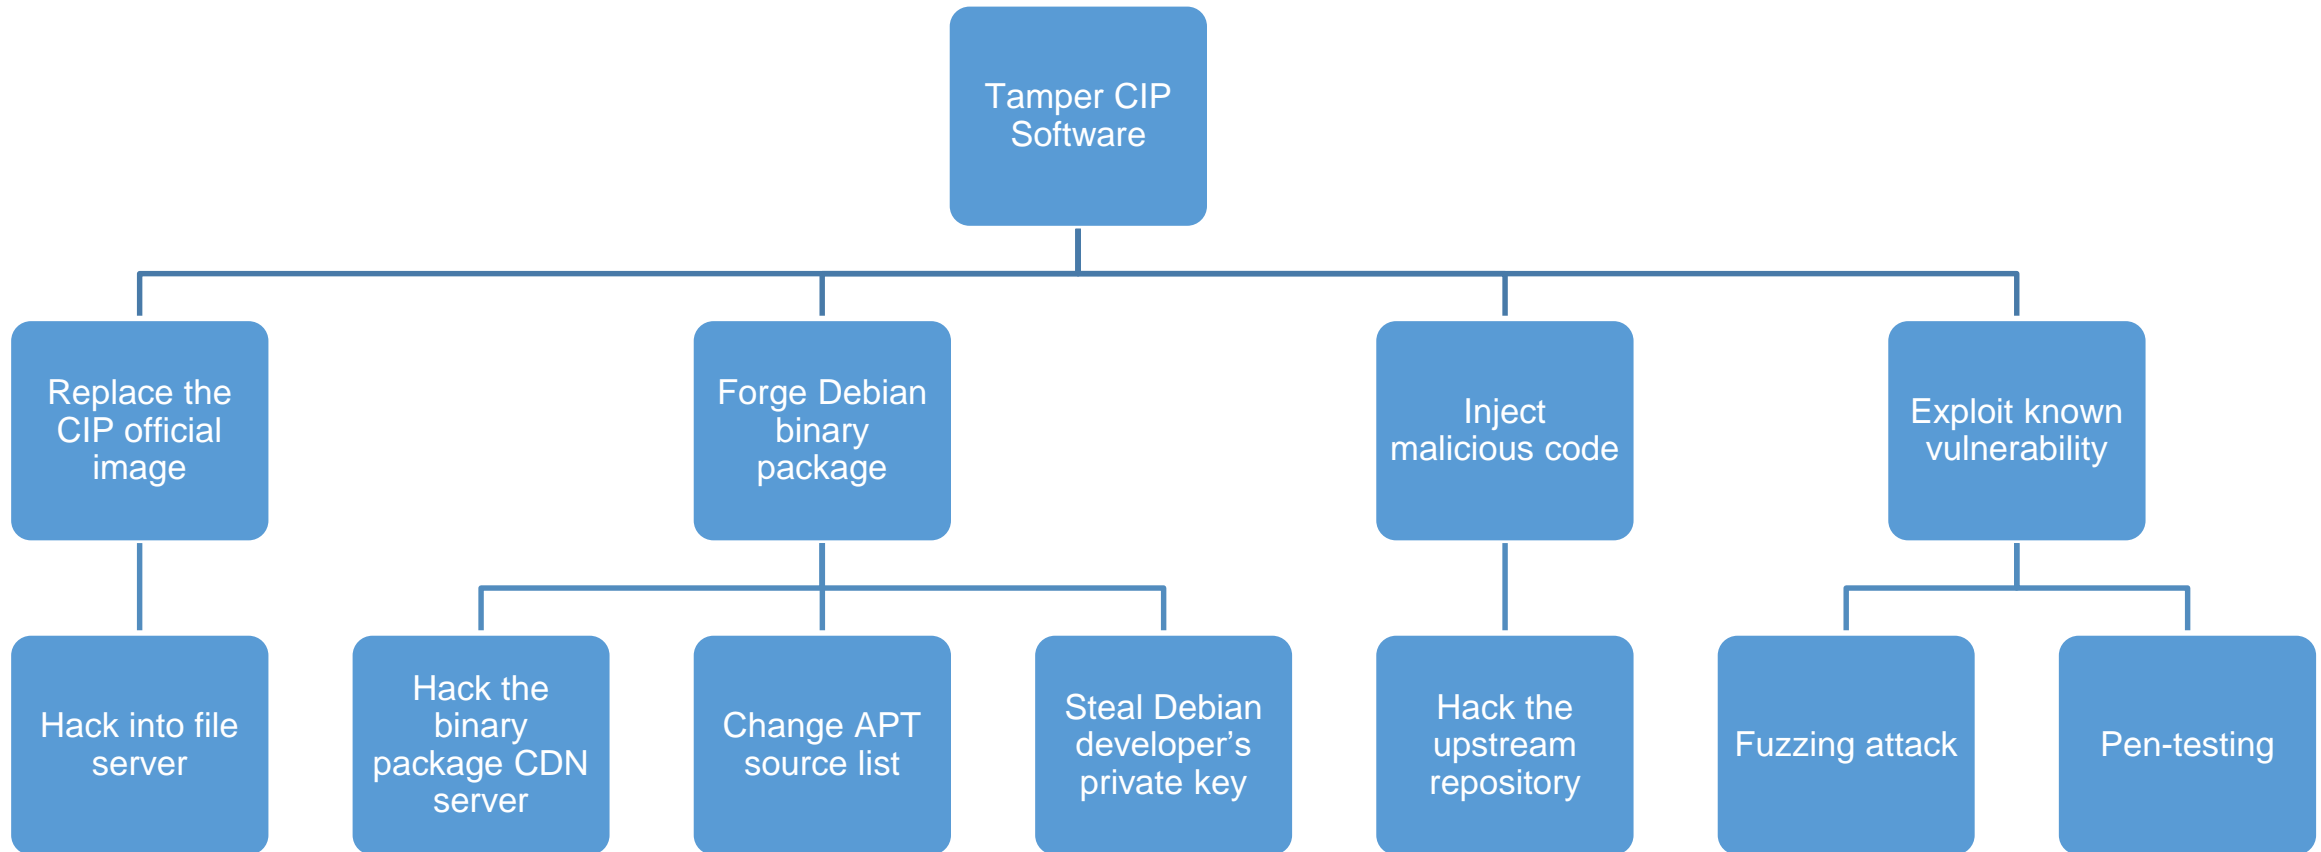 Tamper CIP
Software
Replace the
CIP official
image
Forge Debian
binary
package
Inject
malicious code
Exploit known
vulnerability
Hack into file
server
Hack the
binary
package CDN
server
Change APT
source list
Steal Debian
developer’s
private key
Hack the
upstream
repository
Fuzzing attack
Pen-testing